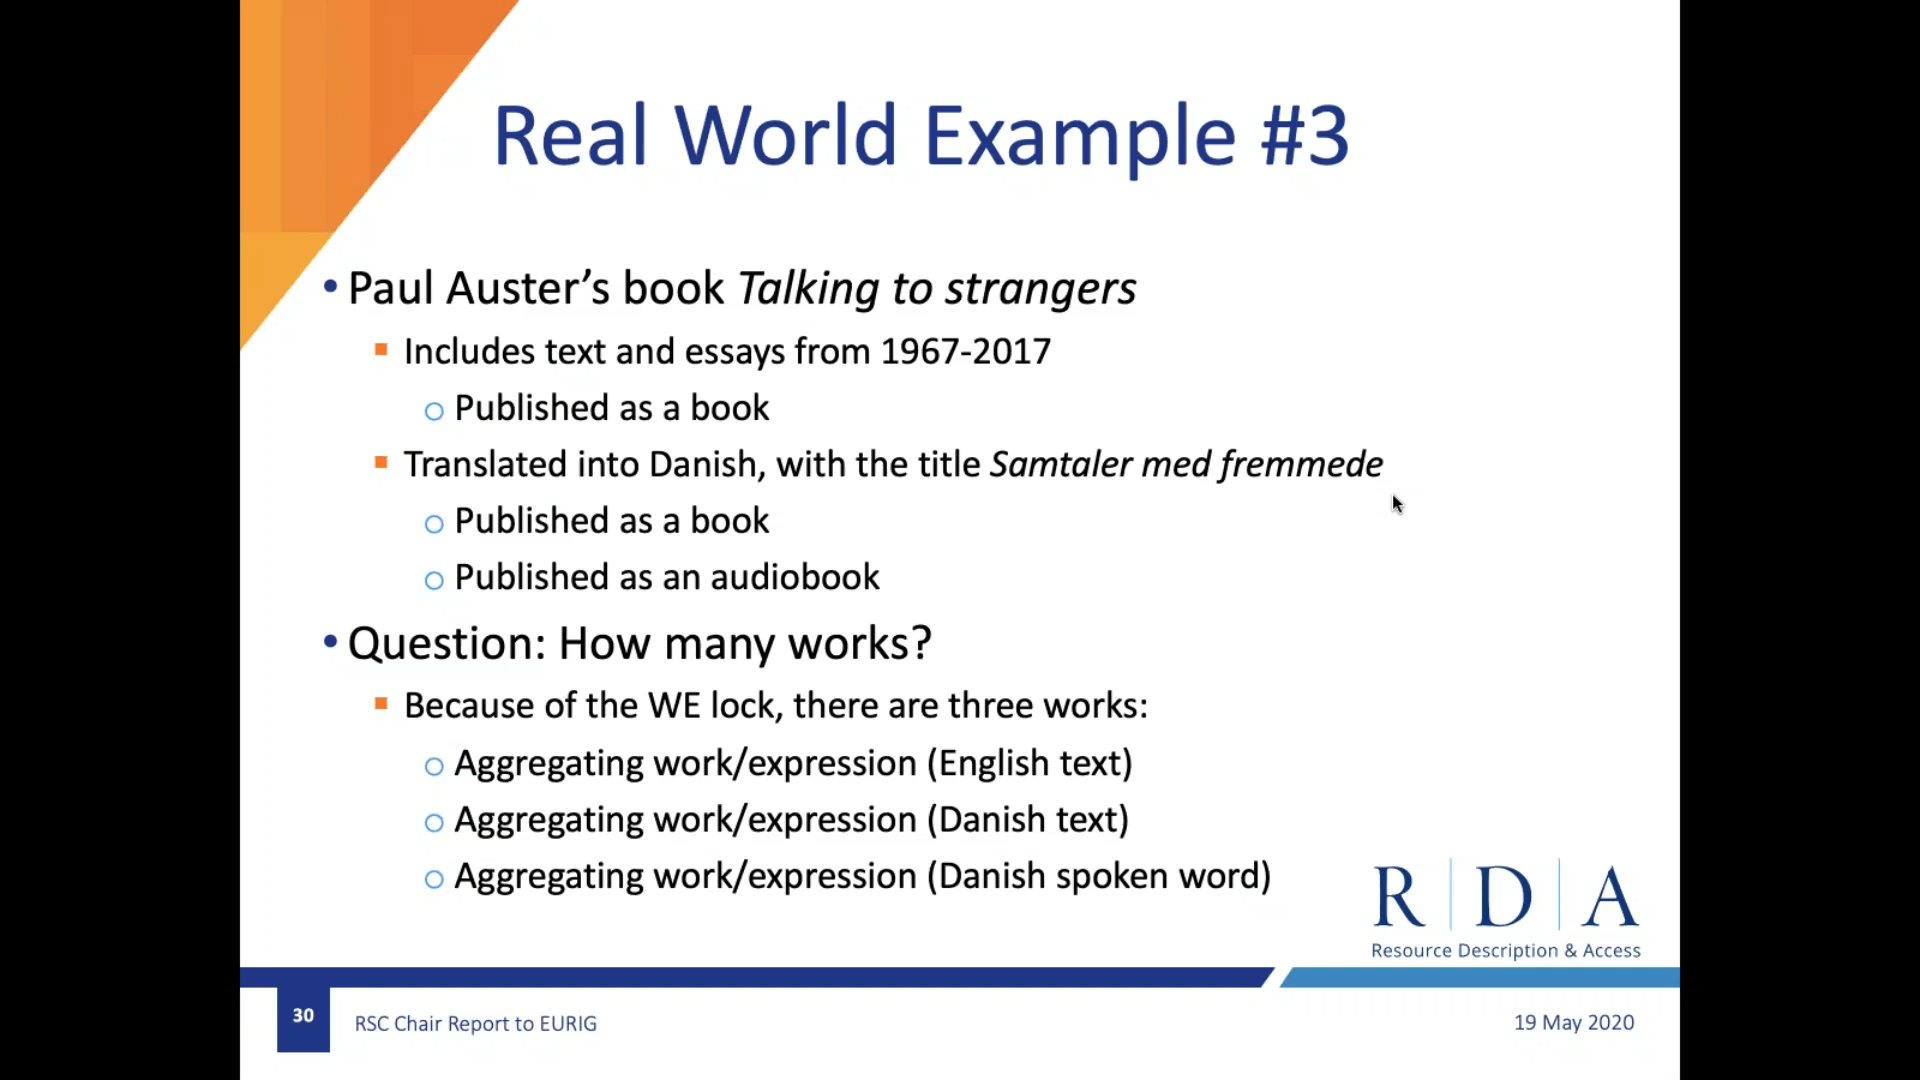 Real World Example #3
• Paul Auster’s book Talking to strangers
▪ Includes text and essays from 1967-2017
o Published as a book
▪ Translated into Danish, with the title Samtaler med fremmede
o Published as a book
o Published as an audiobook
• Question: How many works?
▪ Because of the WE lock, there are three works:
o Aggregating work/expression (English text)
o Aggregating work/expression (Danish text)
o Aggregating work/expression (Danish spoken word)
R|D|A
Resource Description & Access
30
RSC Chair Report to EURIG
19 May 2020